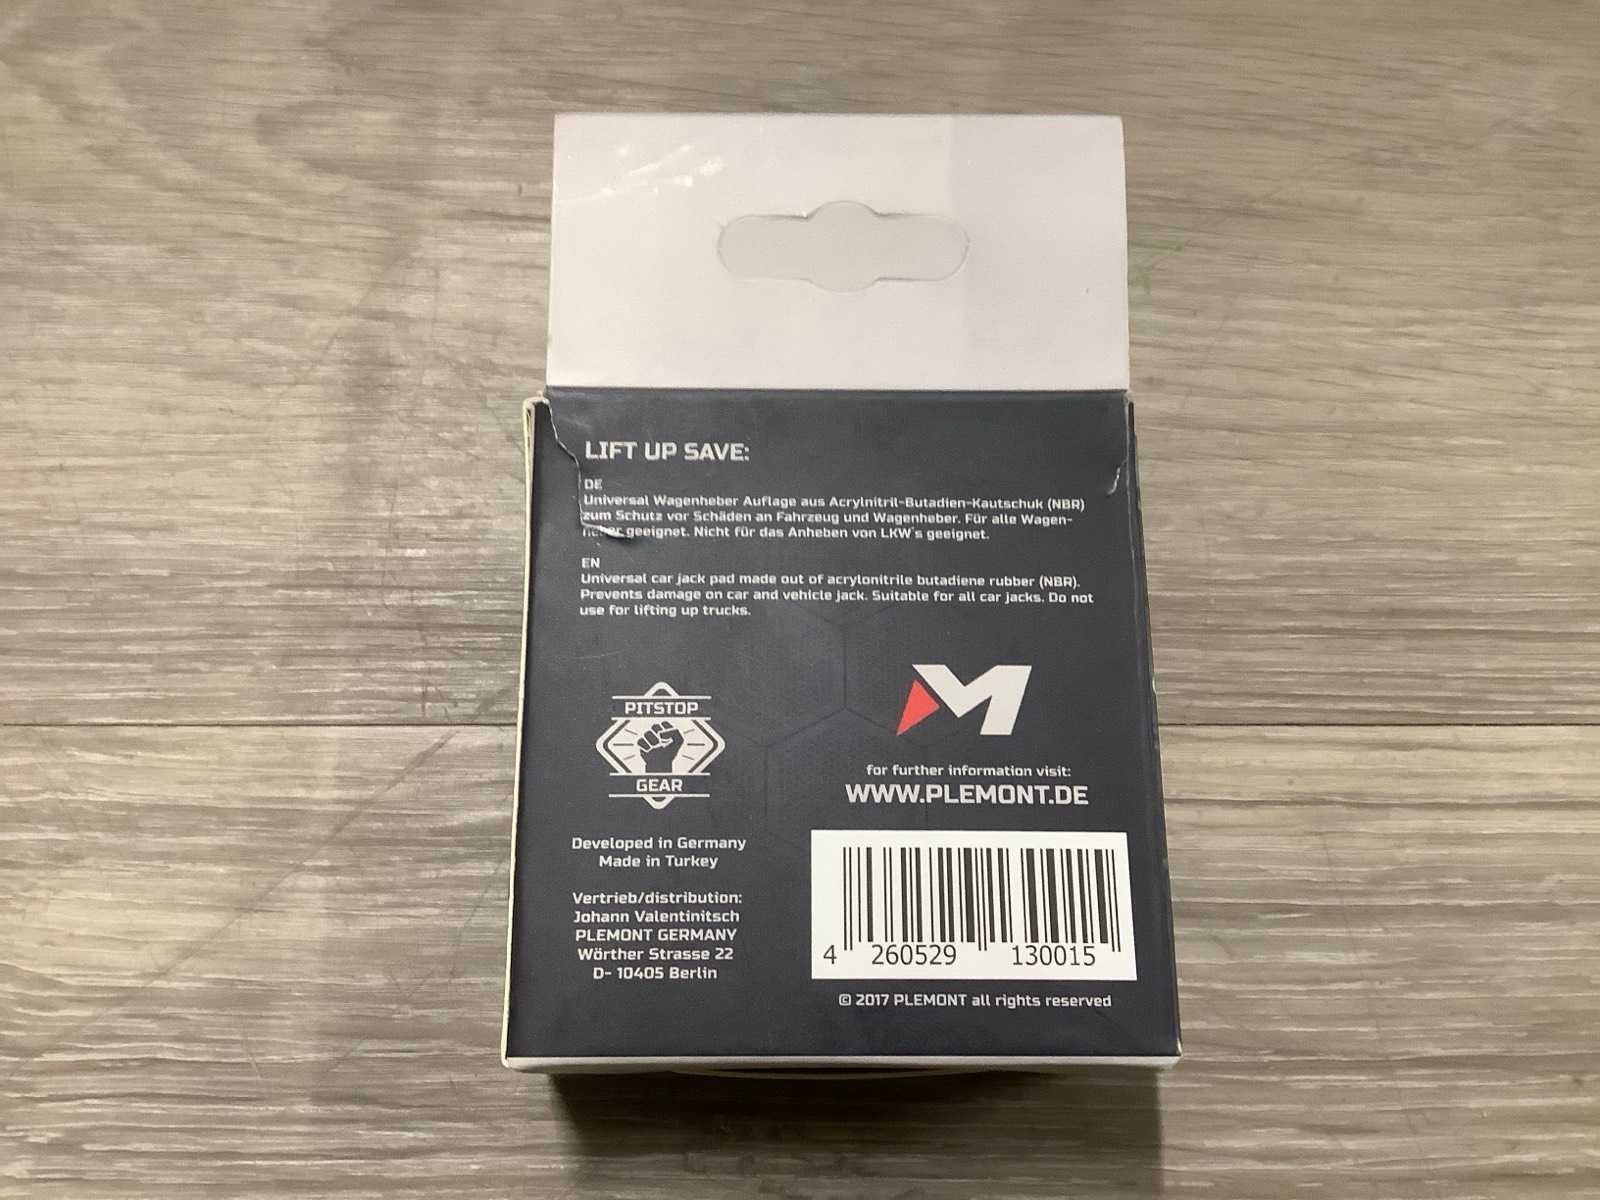 LIFT UP SAVE:
DE
Universal Wagenheber Auflage aus Acrylnitril-Butadien-Kautschuk (NBR)
zum Schutz vor Schäden an Fahrzeug und Wagenheber. Für alle Wagen-
heber geeignet. Nicht für das Anheben von LKW's geeignet.
EN
Universal car jack pad made out of acrylonitrile butadiene rubber (NBR).
Prevents damage on car and vehicle jack. Suitable for all car jacks. Do not
use for lifting up trucks.
PITSTOP
GEAR
Developed in Germany
Made in Turkey
Vertrieb/distribution:
Johann Valentinitsch
PLEMONT GERMANY
Wörther Strasse 22
D- 10405 Berlin
M
for further information visit:
WWW.PLEMONT.DE
4 260529 130015
© 2017 PLEMONT all rights reserved